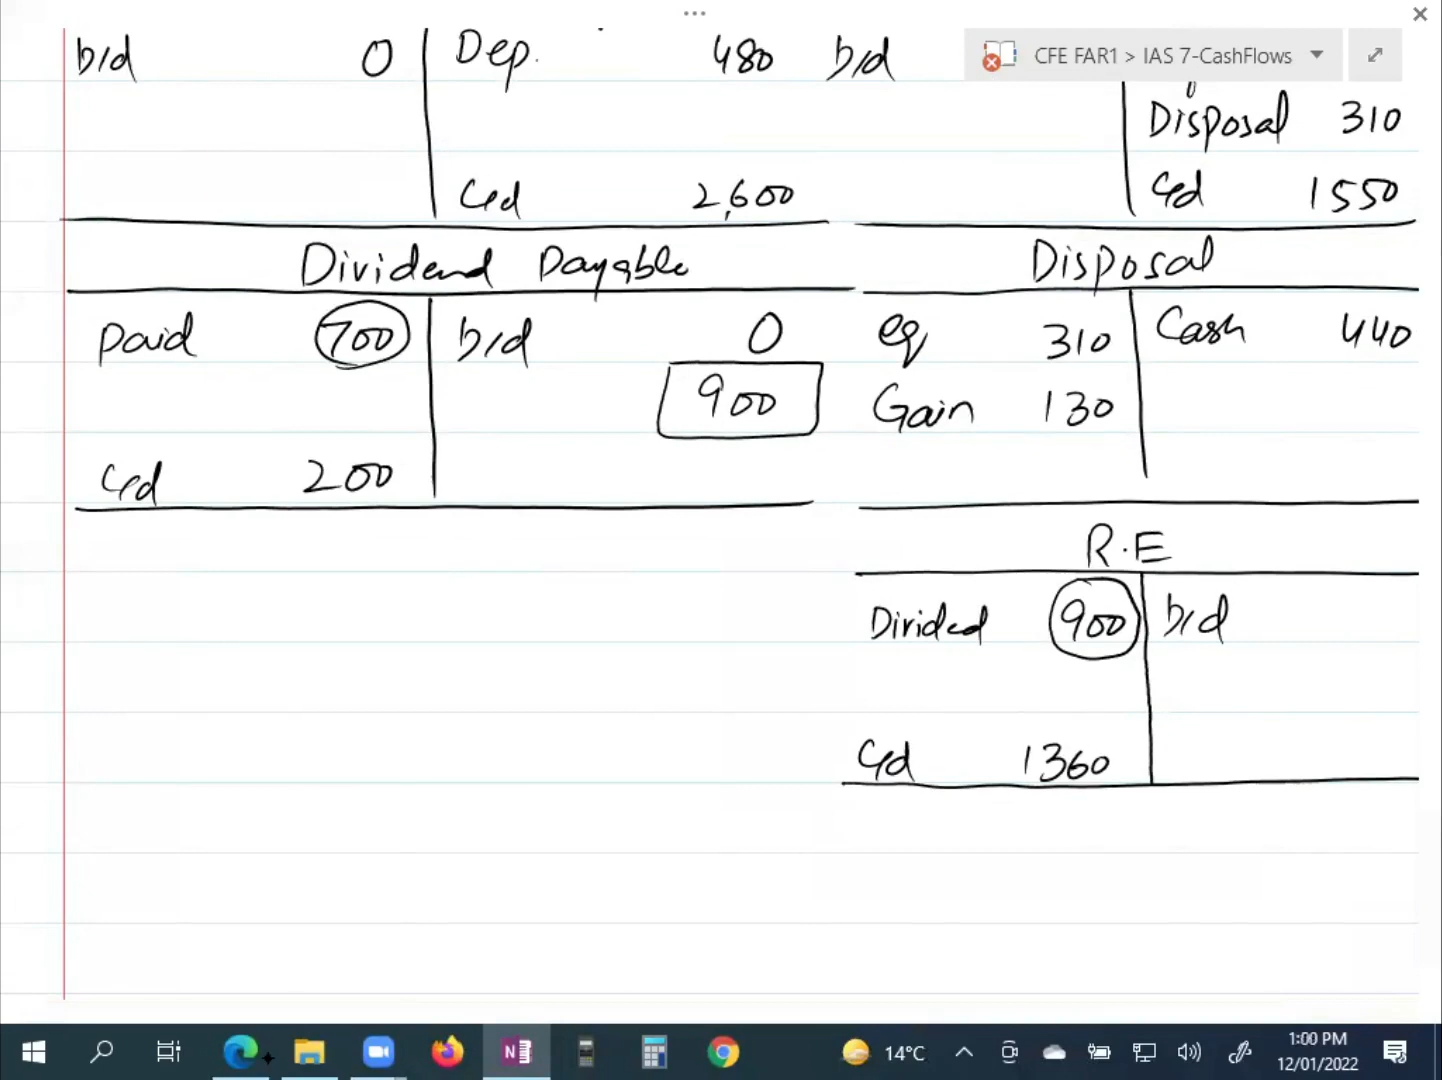 CFE FAR1 > IAS 7-CashFlows
b/d 0 Dep. 480 b/d
Disposal 310
c/d 2,600 c/d 1550
Dividend Payable Disposal
paid 700 b/d 0 eq 310 Cash 440
900 Gain 130
c/d 200
R.E
Divided 900 b/d
c/d 1360
14°C
1:00 PM
12/01/2022